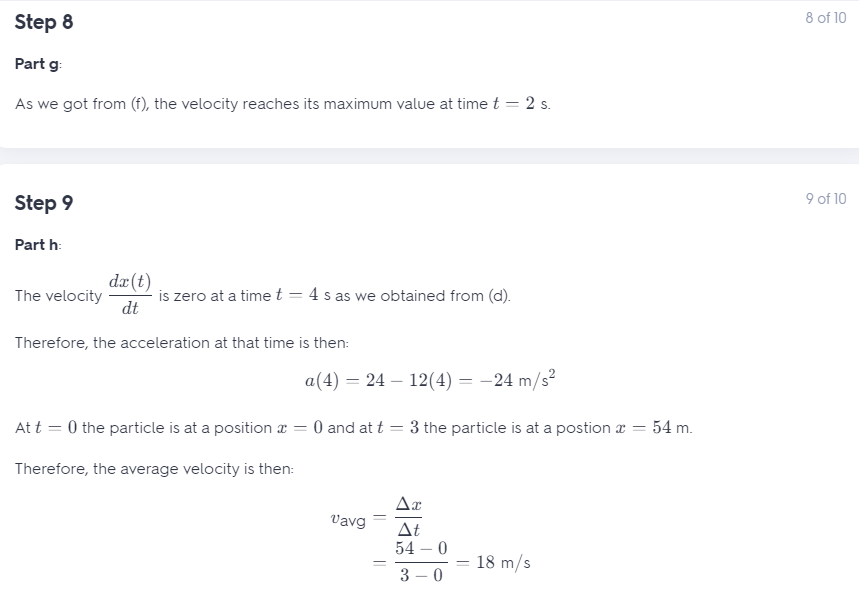 Step 8
8 of 10
Part g:
As we got from (f), the velocity reaches its maximum value at time t = 2 s.
Step 9
9 of 10
Part h:
The velocity dx(t)/dt is zero at a time t = 4 s as we obtained from (d).
Therefore, the acceleration at that time is then:
a(4) = 24 − 12(4) = −24 m/s²
At t = 0 the particle is at a position x = 0 and at t = 3 the particle is at a postion x = 54 m.
Therefore, the average velocity is then:
v_avg = Δx/Δt
= (54 − 0)/(3 − 0) = 18 m/s